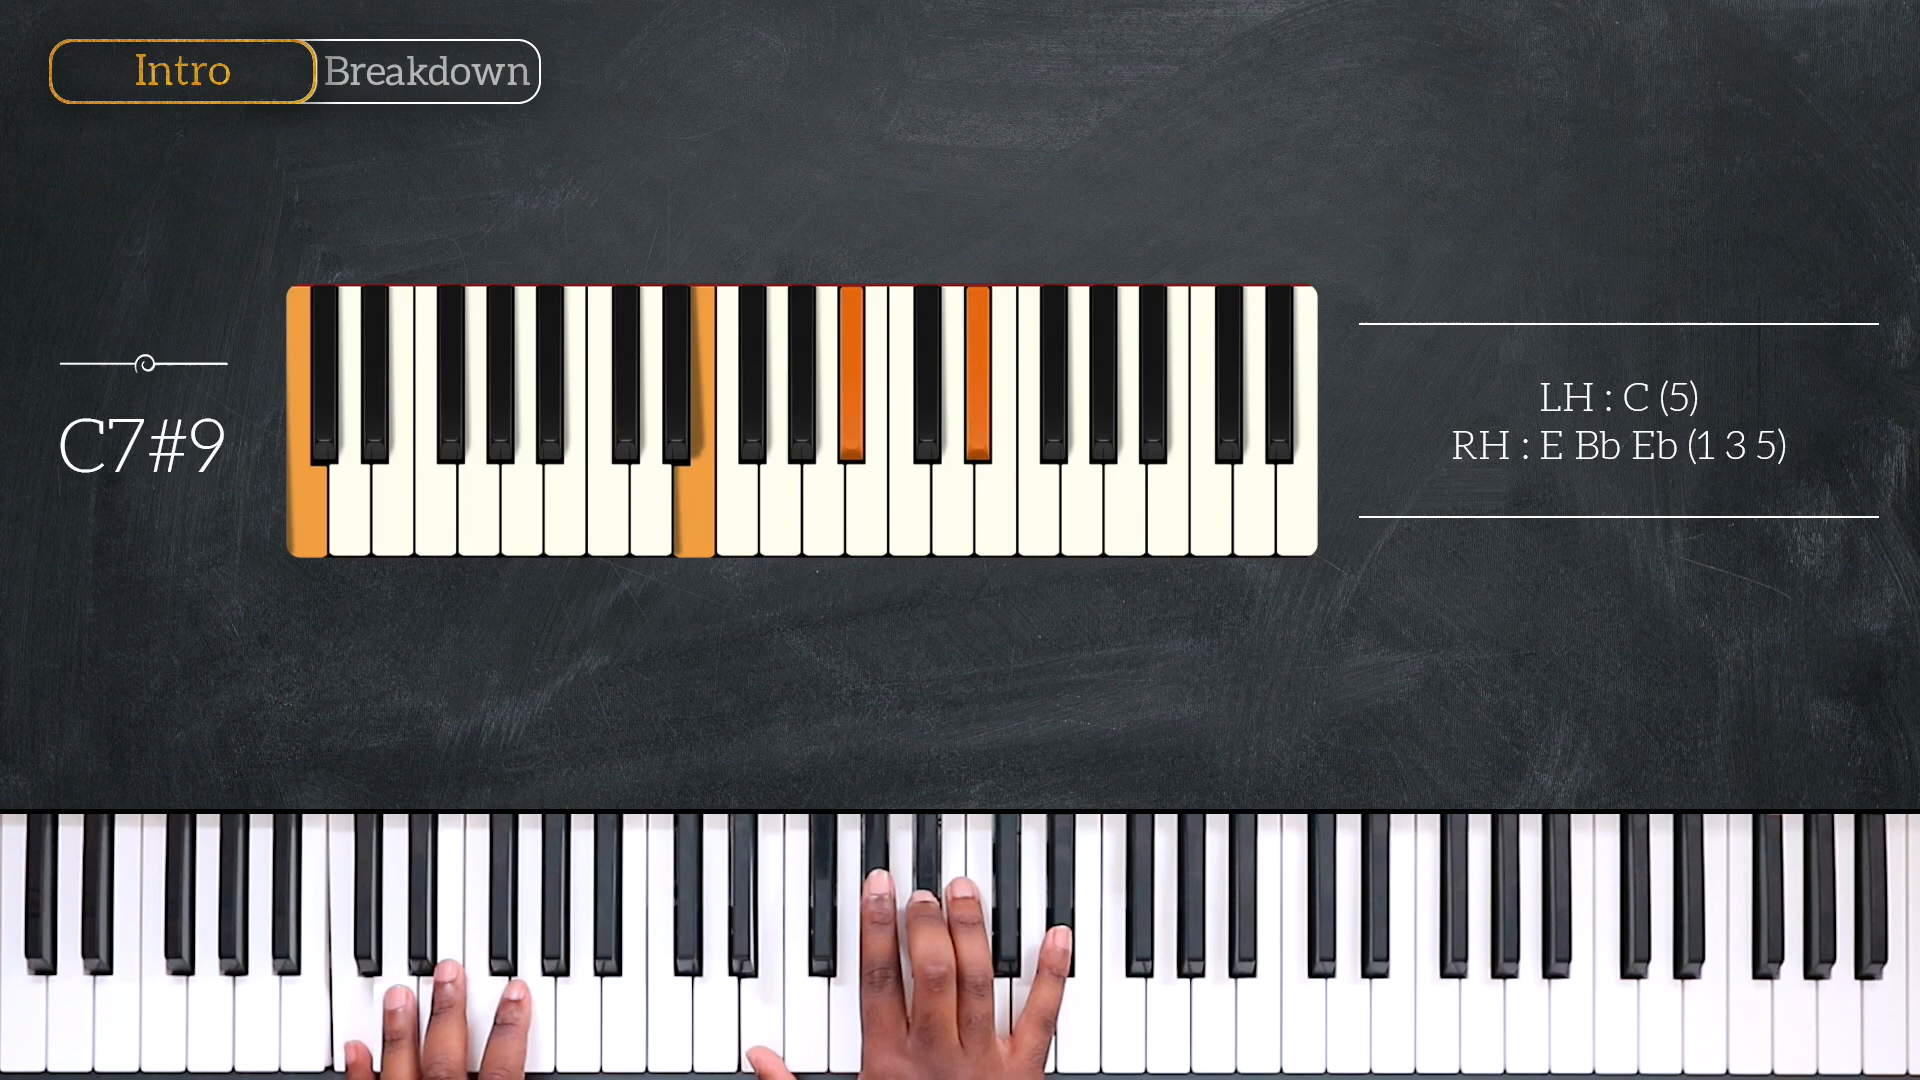 Intro
Breakdown
C7#9
LH : C (5)
RH : E Bb Eb (1 3 5)